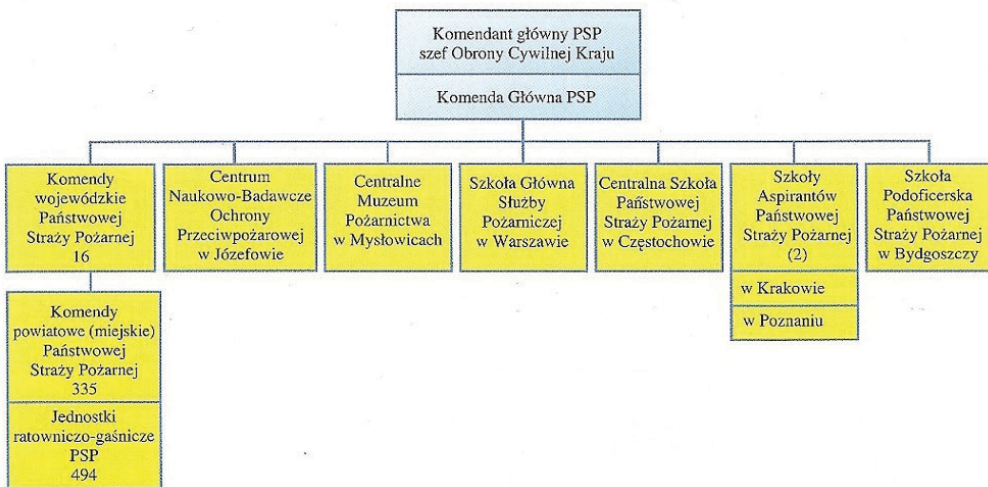 Komendant główny PSP
szef Obrony Cywilnej Kraju
Komenda Główna PSP
Komendy
wojewódzkie
Państwowej
Straży Pożarnej
16
Centrum
Naukowo-Badawcze
Ochrony
Przeciwpożarowej
w Józefowie
Centralne
Muzeum
Pożarnictwa
w Mysłowicach
Szkoła Główna
Służby
Pożarniczej
w Warszawie
Centralna Szkoła
Państwowej
Straży Pożarnej
w Częstochowie
Szkoły
Aspirantów
Państwowej
Straży Pożarnej
(2)
w Krakowie
w Poznaniu
Szkoła
Podoficerska
Państwowej
Straży Pożarnej
w Bydgoszczy
Komendy
powiatowe (miejskie)
Państwowej
Straży Pożarnej
335
Jednostki
ratowniczo-gaśnicze
PSP
494